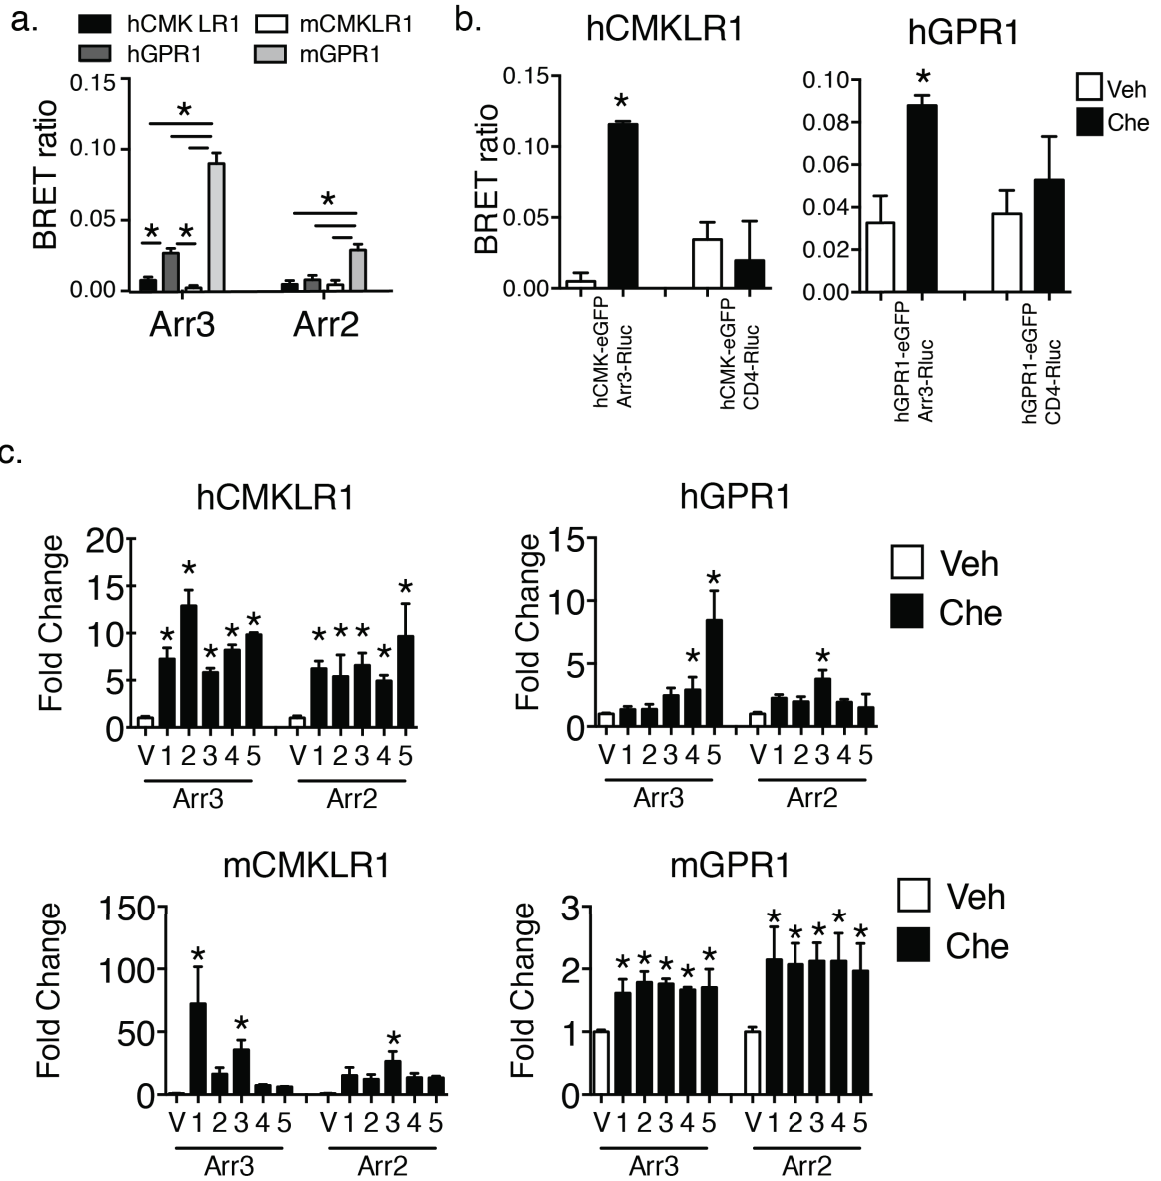 a.
hCMK LR1 mCMKLR1
hGPR1 mGPR1
BRET ratio
0.15
0.10
0.05
0.00
* * * *
Arr3 Arr2
b.
hCMKLR1
BRET ratio
0.15
0.10
0.05
0.00
*
hCMK-eGFP
Arr3-Rluc
hCMK-eGFP
CD4-Rluc
hGPR1
0.10
0.08
0.06
0.04
0.02
0.00
*
hGPR1-eGFP
Arr3-Rluc
hGPR1-eGFP
CD4-Rluc
Veh
Che
c.
hCMKLR1
Fold Change
20
15
10
5
0
* * * * * * * * * *
V 1 2 3 4 5 V 1 2 3 4 5
Arr3 Arr2
hGPR1
Fold Change
15
10
5
0
* * *
V 1 2 3 4 5 V 1 2 3 4 5
Arr3 Arr2
Veh
Che
mCMKLR1
Fold Change
150
100
50
0
* * *
V 1 2 3 4 5 V 1 2 3 4 5
Arr3 Arr2
mGPR1
Fold Change
3
2
1
0
* * * * * * * * * *
V 1 2 3 4 5 V 1 2 3 4 5
Arr3 Arr2
Veh
Che